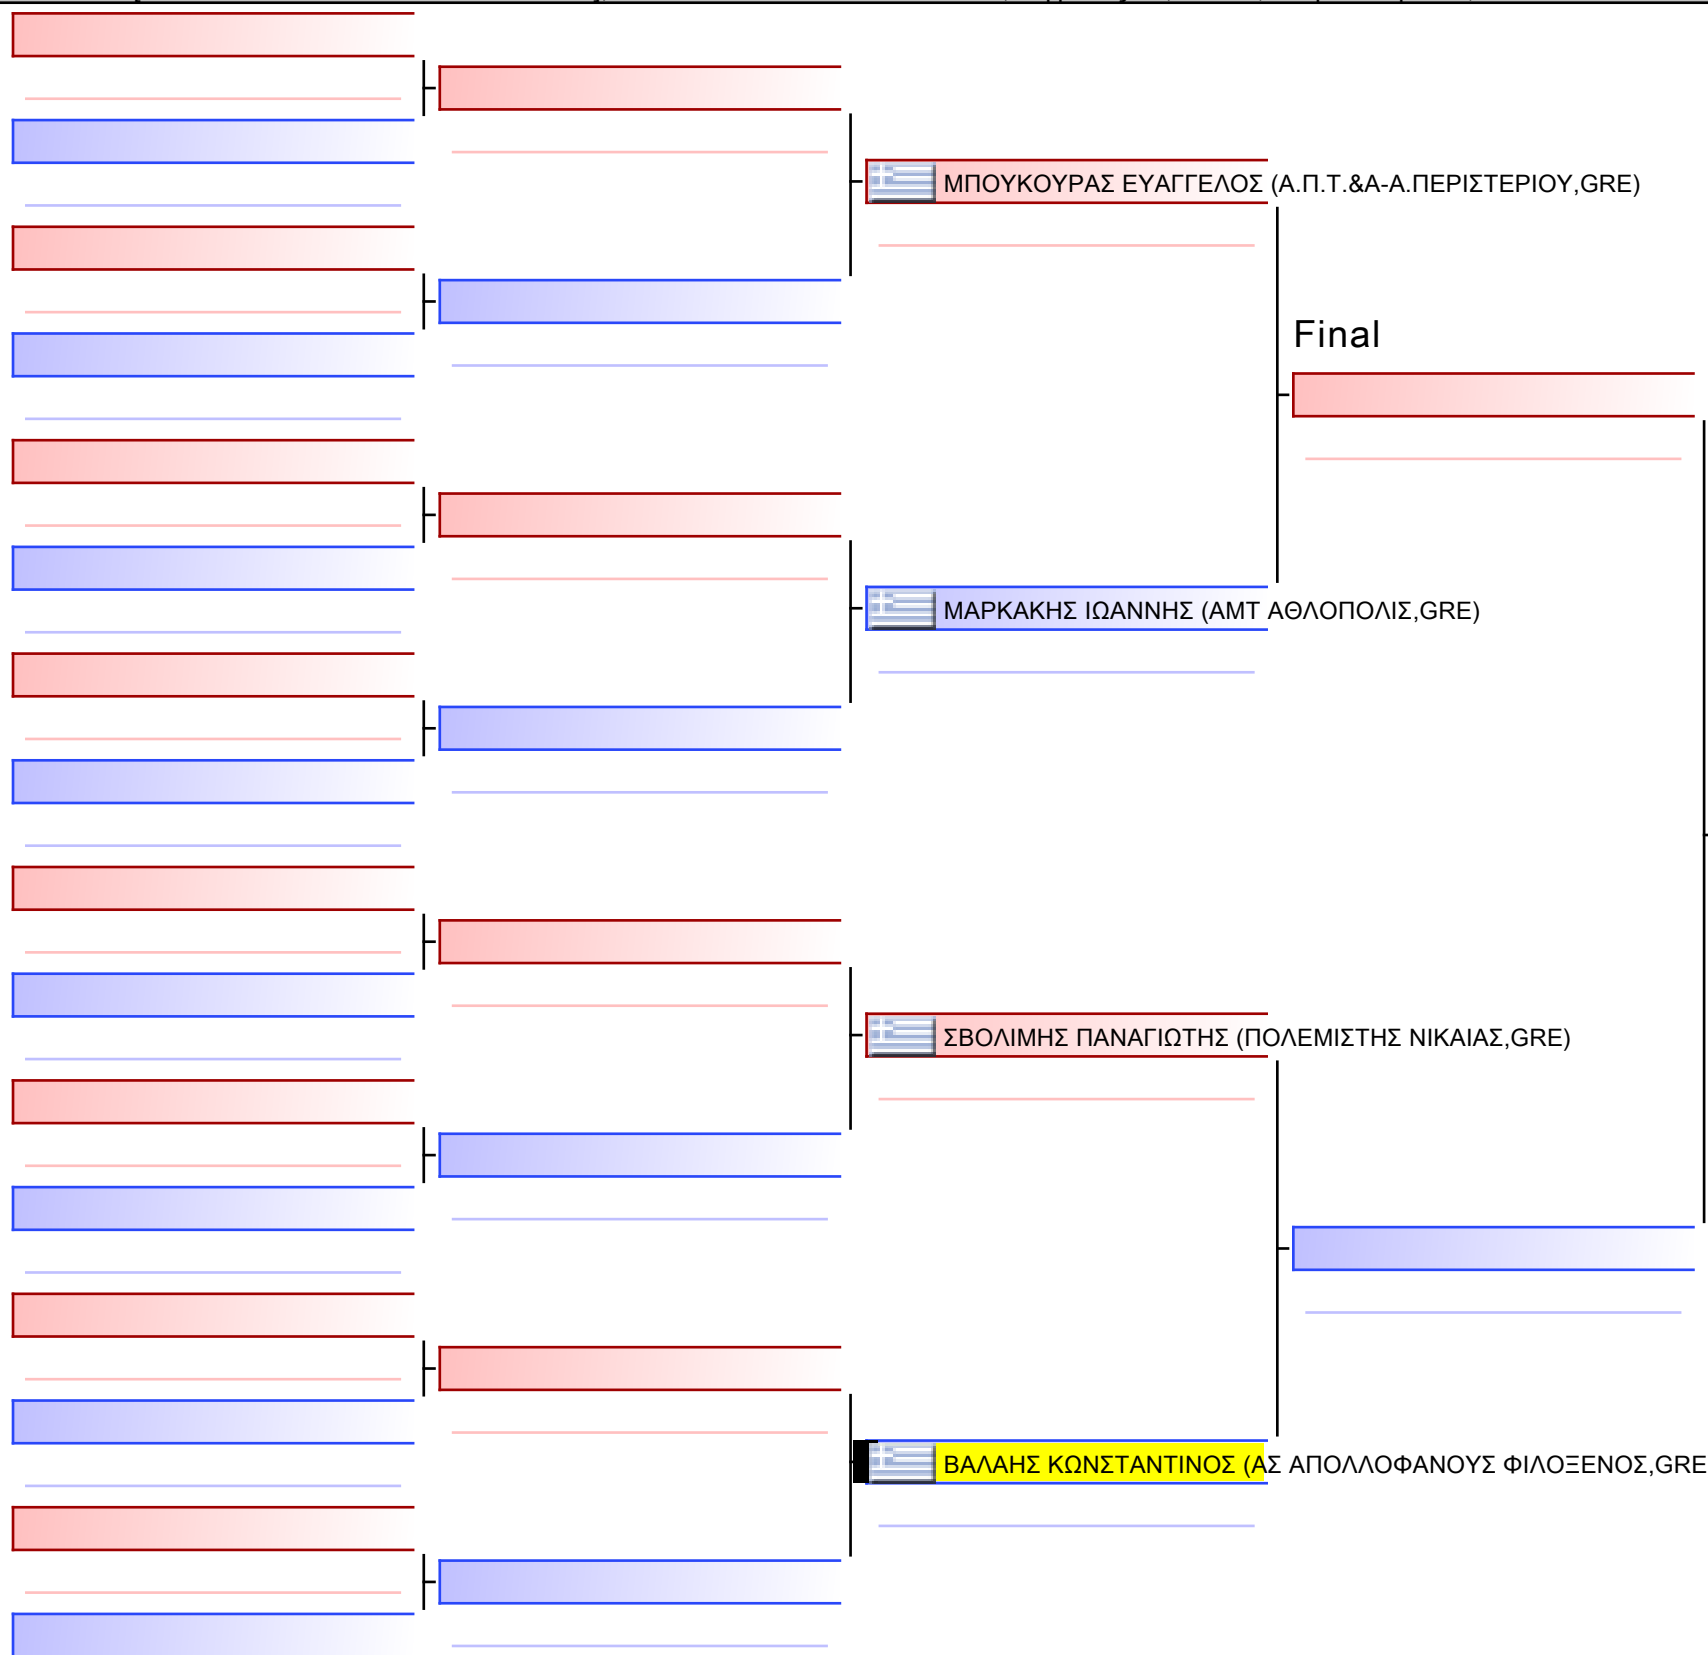 ΜΠΟΥΚΟΥΡΑΣ ΕΥΑΓΓΕΛΟΣ (Α.Π.Τ.&Α-Α.ΠΕΡΙΣΤΕΡΙΟΥ,GRE)
Final
ΜΑΡΚΑΚΗΣ ΙΩΑΝΝΗΣ (ΑΜΤ ΑΘΛΟΠΟΛΙΣ,GRE)
ΣΒΟΛΙΜΗΣ ΠΑΝΑΓΙΩΤΗΣ (ΠΟΛΕΜΙΣΤΗΣ ΝΙΚΑΙΑΣ,GRE)
ΒΑΛΑΗΣ ΚΩΝΣΤΑΝΤΙΝΟΣ (ΑΣ ΑΠΟΛΛΟΦΑΝΟΥΣ ΦΙΛΟΞΕΝΟΣ,GRE